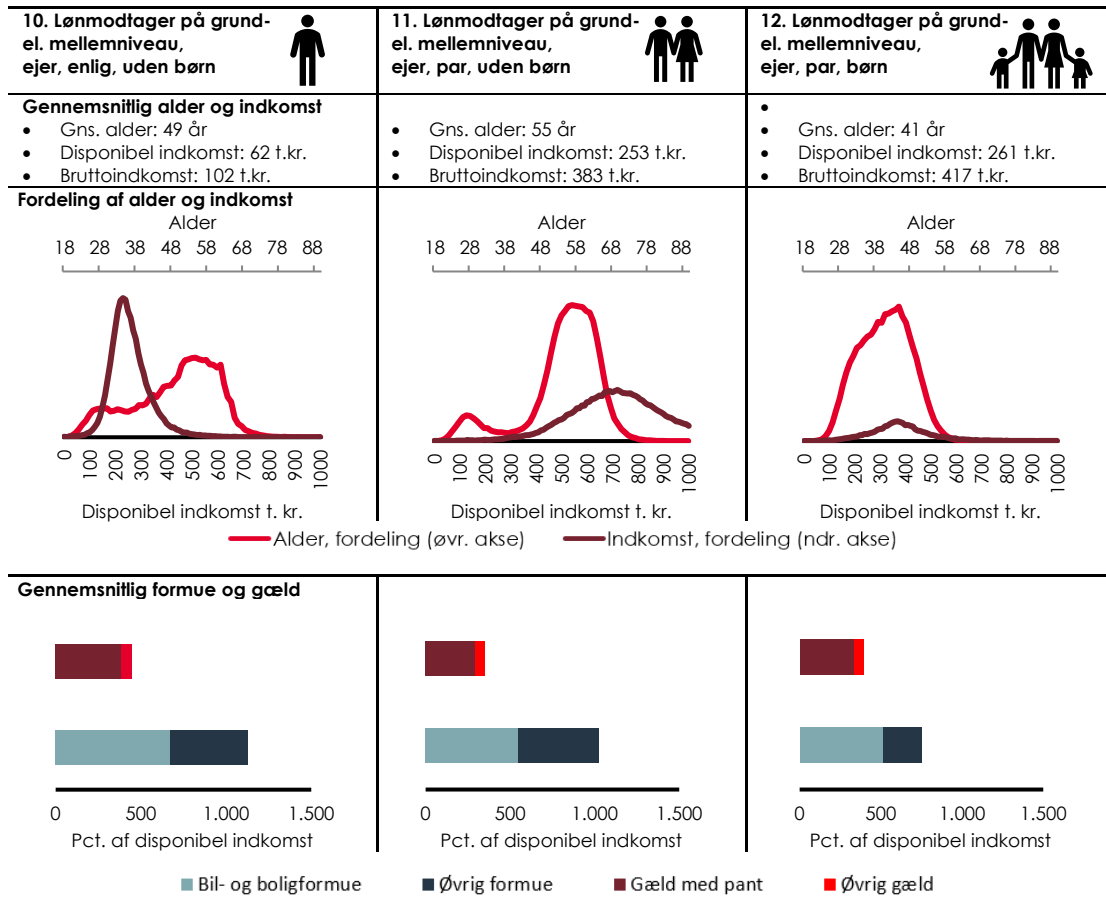 10. Lønmodtager på grund-
el. mellemniveau,
ejer, enlig, uden børn
11. Lønmodtager på grund-
el. mellemniveau,
ejer, par, uden børn
12. Lønmodtager på grund-
el. mellemniveau,
ejer, par, børn
Gennemsnitlig alder og indkomst
• Gns. alder: 49 år
• Disponibel indkomst: 62 t.kr.
• Bruttoindkomst: 102 t.kr.
• Gns. alder: 55 år
• Disponibel indkomst: 253 t.kr.
• Bruttoindkomst: 383 t.kr.
•
• Gns. alder: 41 år
• Disponibel indkomst: 261 t.kr.
• Bruttoindkomst: 417 t.kr.
Fordeling af alder og indkomst
Alder
18 28 38 48 58 68 78 88
0 100 200 300 400 500 600 700 800 900 1000
Disponibel indkomst t. kr.
Alder
18 28 38 48 58 68 78 88
0 100 200 300 400 500 600 700 800 900 1000
Disponibel indkomst t. kr.
Alder
18 28 38 48 58 68 78 88
0 100 200 300 400 500 600 700 800 900 1000
Disponibel indkomst t. kr.
Alder, fordeling (øvr. akse) Indkomst, fordeling (ndr. akse)
Gennemsnitlig formue og gæld
0 500 1.000 1.500
Pct. af disponibel indkomst
0 500 1.000 1.500
Pct. af disponibel indkomst
0 500 1.000 1.500
Pct. af disponibel indkomst
Bil- og boligformue Øvrig formue Gæld med pant Øvrig gæld